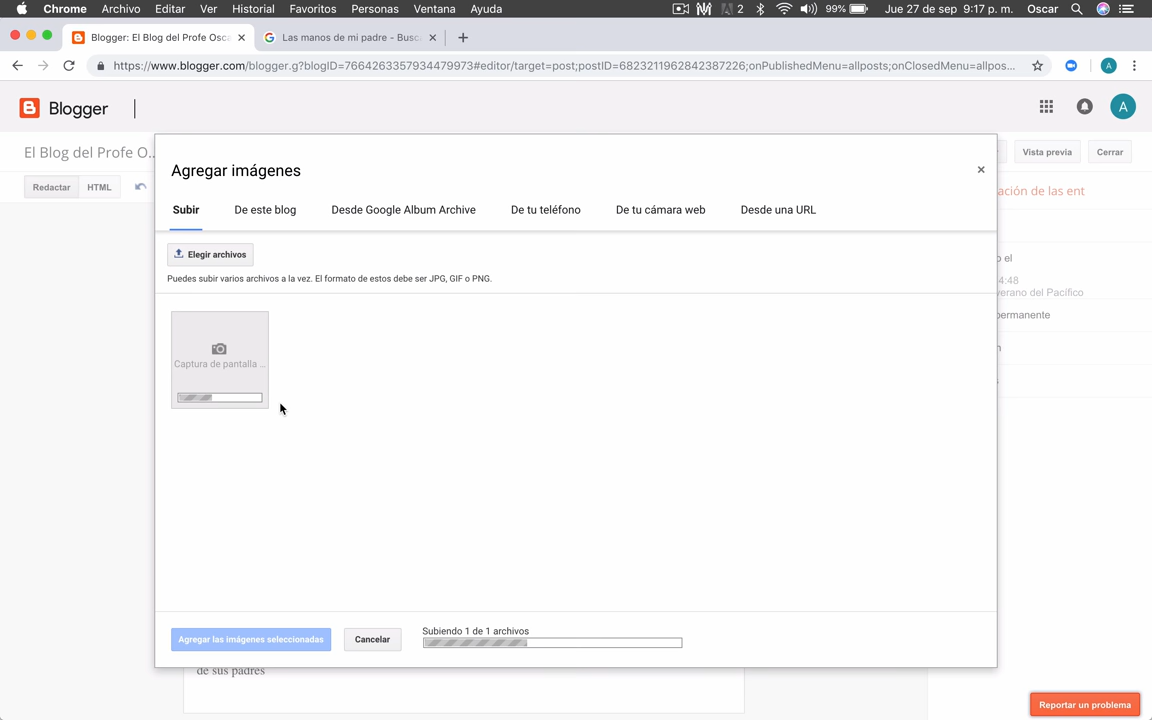 Chrome Archivo Editar Ver Historial Favoritos Personas Ventana Ayuda 2 99% Jue 27 de sep 9:17 p. m. Oscar
Blogger: El Blog del Profe Osca
Las manos de mi padre - Busc
https://www.blogger.com/blogger.g?blogID=7664263357934479973#editor/target=post;postID=6823211962842387226;onPublishedMenu=allposts;onClosedMenu=allpos... A
Blogger A
El Blog del Profe O... Vista previa Cerrar
Redactar HTML
Agregar imágenes
Subir De este blog Desde Google Album Archive De tu teléfono De tu cámara web Desde una URL
Elegir archivos
Puedes subir varios archivos a la vez. El formato de estos debe ser JPG, GIF o PNG.
Captura de pantalla ...
ación de las ent
o el
4:48
verano del Pacífico
permanente
Agregar las imágenes seleccionadas Cancelar Subiendo 1 de 1 archivos
de sus padres
Reportar un problema